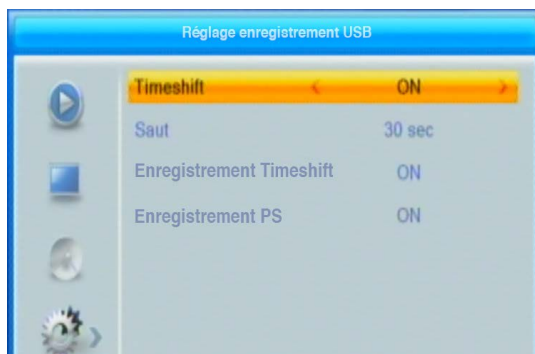 Réglage enregistrement USB
Timeshift ON
Saut 30 sec
Enregistrement Timeshift ON
Enregistrement PS ON